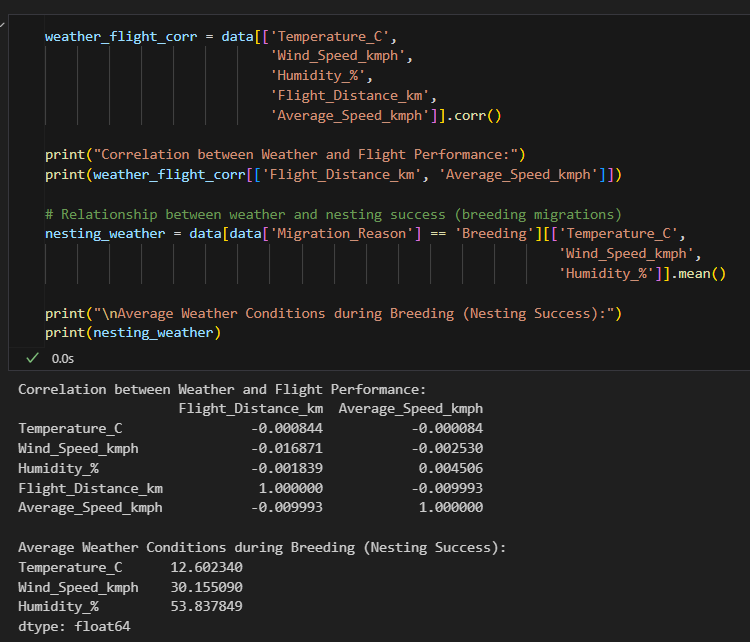 weather_flight_corr = data[['Temperature_C',
'Wind_Speed_kmph',
'Humidity_%',
'Flight_Distance_km',
'Average_Speed_kmph']].corr()
print("Correlation between Weather and Flight Performance:")
print(weather_flight_corr[['Flight_Distance_km', 'Average_Speed_kmph']])
# Relationship between weather and nesting success (breeding migrations)
nesting_weather = data[data['Migration_Reason'] == 'Breeding'][['Temperature_C',
'Wind_Speed_kmph',
'Humidity_%']].mean()
print("\nAverage Weather Conditions during Breeding (Nesting Success):")
print(nesting_weather)
0.0s
Correlation between Weather and Flight Performance:
Flight_Distance_km Average_Speed_kmph
Temperature_C -0.000844 -0.000084
Wind_Speed_kmph -0.016871 -0.002530
Humidity_% -0.001839 0.004506
Flight_Distance_km 1.000000 -0.009993
Average_Speed_kmph -0.009993 1.000000
Average Weather Conditions during Breeding (Nesting Success):
Temperature_C 12.602340
Wind_Speed_kmph 30.155090
Humidity_% 53.837849
dtype: float64